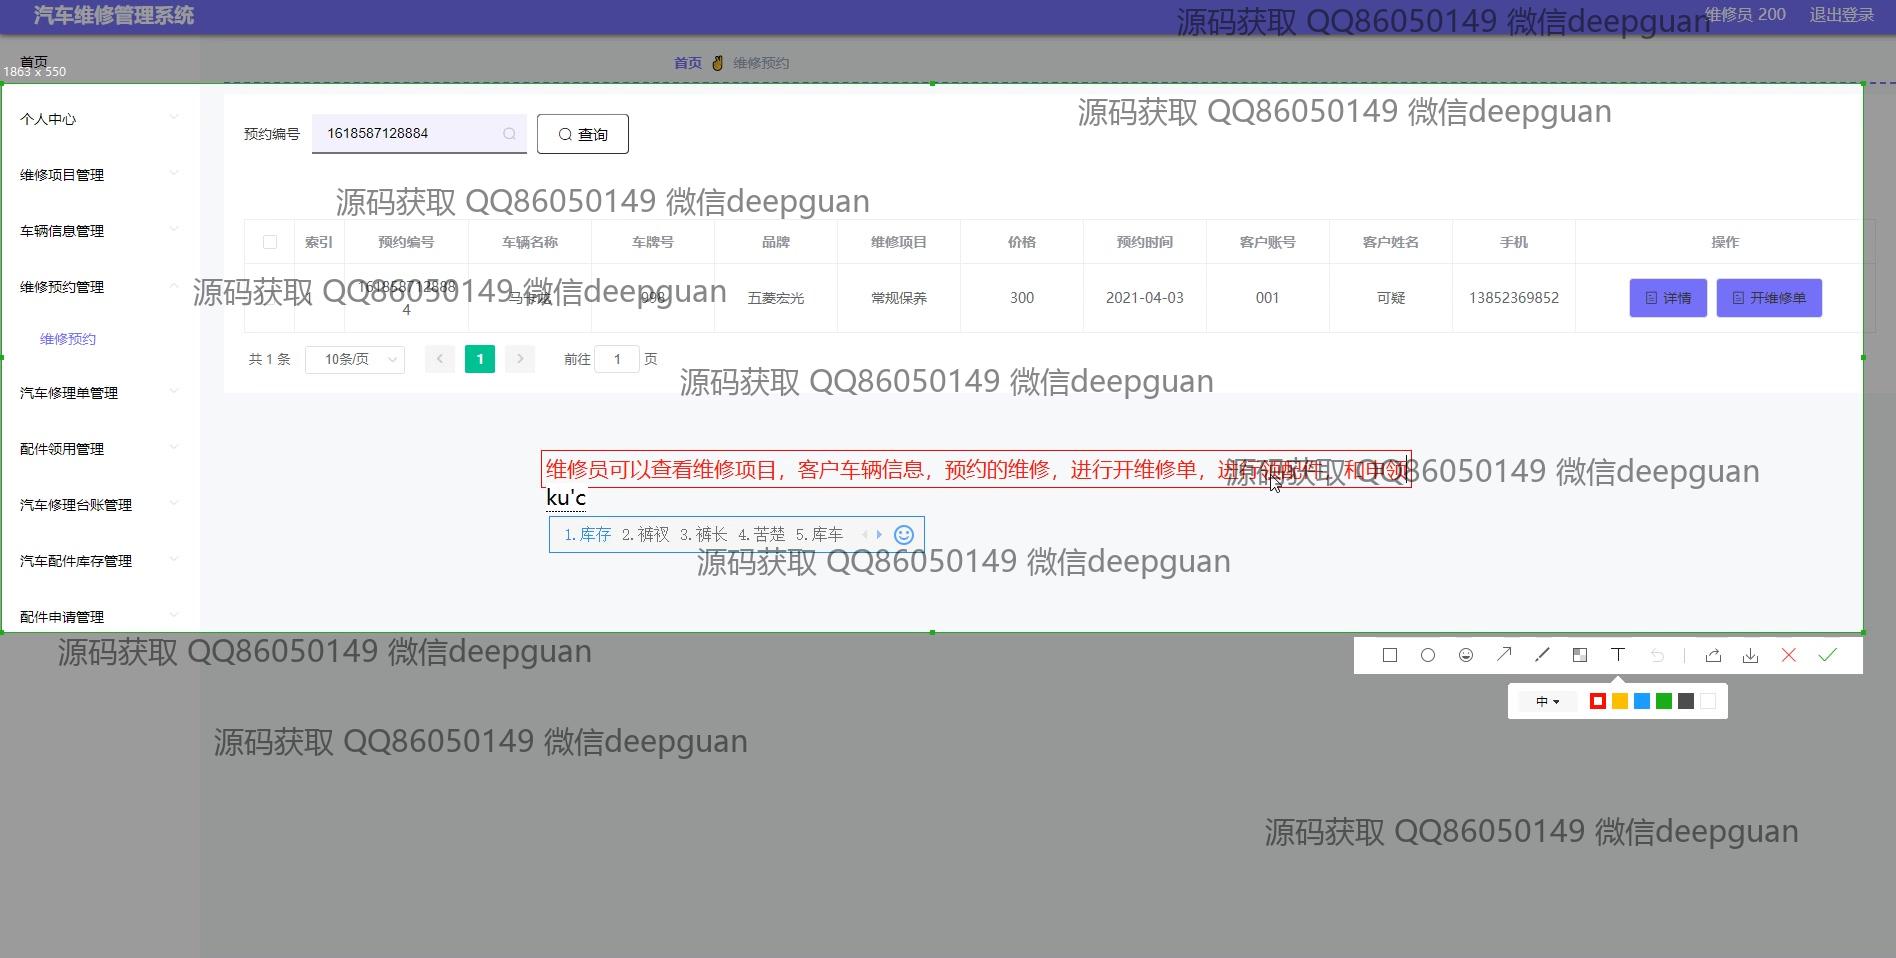 汽车维修管理系统
源码获取 QQ86050149 微信deepguan
维修员 200
退出登录
首页
首页
维修预约
1863 x 550
个人中心
源码获取 QQ86050149 微信deepguan
预约编号
1618587128884
查询
维修项目管理
源码获取 QQ86050149 微信deepguan
车辆信息管理
索引 预约编号 车辆名称 车牌号 品牌 维修项目 价格 预约时间 客户账号 客户姓名 手机 操作
维修预约管理
源码获取 QQ86050149 微信deepguan
1618587128884
998 五菱宏光 常规保养 300 2021-04-03 001 可疑 13852369852 详情 开维修单
维修预约
共 1 条 10条/页 1 前往 1 页
源码获取 QQ86050149 微信deepguan
汽车修理单管理
配件领用管理
维修员可以查看维修项目，客户车辆信息，预约的维修，进行开维修单，进行领配件，和申领
源码获取 QQ86050149 微信deepguan
ku'c
汽车修理台账管理
1.库存 2.裤衩 3.裤长 4.苦楚 5.库车
汽车配件库存管理
源码获取 QQ86050149 微信deepguan
配件申请管理
源码获取 QQ86050149 微信deepguan
T
中
源码获取 QQ86050149 微信deepguan
源码获取 QQ86050149 微信deepguan